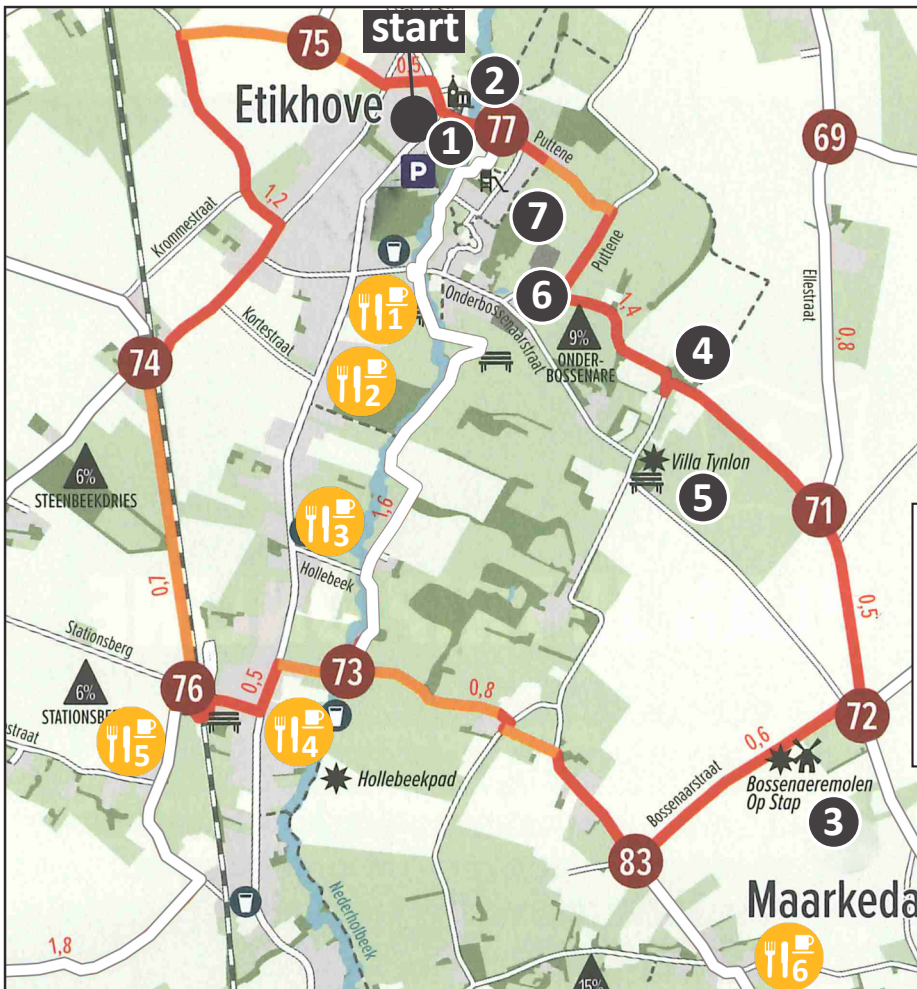 start
75
0,5
2
Etikhove
1
77
69
P
Puttene
7
1,2
Krommestraat
Puttene
Ellestraat
6
1
Onderbossenaarstraat
1,4
0,8
Kortestraat
9%
ONDER-
BOSSENARE
4
74
2
Villa Tynlon
6%
STEENBEEKDRIES
5
3
1,6
71
Hollebeek
0,7
0,5
Stationsberg
76
0,5
73
0,8
6%
STATIONSBE
72
straat
5
4
0,6
Hollebeekpad
Bossenaarstraat
Bossenaeremolen
Op Stap
3
83
Nederholbeek
Maarkeda
1,8
6
15%